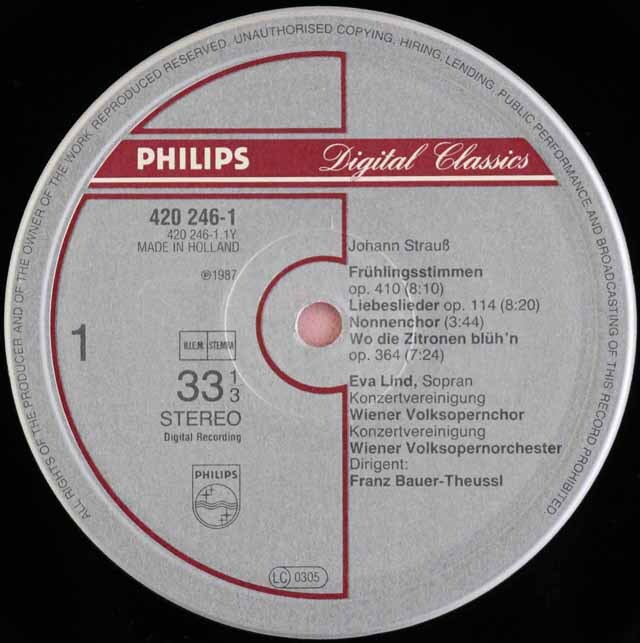 ALL RIGHTS OF THE PRODUCER AND OF THE OWNER OF THE WORK REPRODUCED RESERVED. UNAUTHORISED COPYING, HIRING, LENDING, PUBLIC PERFORMANCE AND BROADCASTING OF THIS RECORD PROHIBITED.
PHILIPS
Digital Classics
420 246-1
420 246-1.1Y
MADE IN HOLLAND
℗1987
1
B.I.E.M. STEMRA
33 1/3
STEREO
Digital Recording
PHILIPS
LC 0305
Johann Strauß
Frühlingsstimmen
op. 410 (8:10)
Liebeslieder op. 114 (8:20)
Nonnenchor (3:44)
Wo die Zitronen blüh'n
op. 364 (7:24)
Eva Lind, Sopran
Konzertvereinigung
Wiener Volksopernchor
Konzertvereinigung
Wiener Volksopernorchester
Dirigent:
Franz Bauer-Theussl